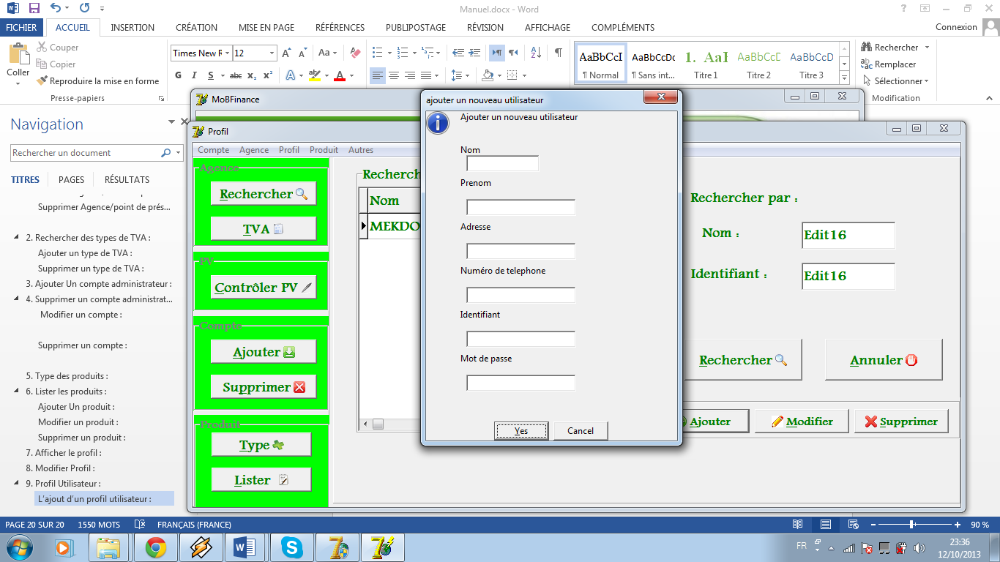 Manuel.docx - Word
FICHIER ACCUEIL INSERTION CRÉATION MISE EN PAGE RÉFÉRENCES PUBLIPOSTAGE RÉVISION AFFICHAGE COMPLÉMENTS Connexion
Coller
Couper
Copier
Reproduire la mise en forme
Presse-papiers
Times New R 12
G I S abc x₂ x²
AaBbCcI AaBbCcDc 1. AaI AaBbCcD AaBbCcD
¶ Normal ¶ Sans int... Titre 1 Titre 2 Titre 3
Rechercher
Remplacer
Sélectionner
Modification
Navigation
Rechercher un document
TITRES PAGES RÉSULTATS
Supprimer Agence/point de prés...
2. Rechercher des types de TVA :
Ajouter un type de TVA :
Supprimer un type de TVA :
3. Ajouter Un compte administrateur :
4. Supprimer un compte administrat...
Modifier un compte :
Supprimer un compte :
5. Type des produits :
6. Lister les produits :
Ajouter Un produit :
Modifier un produit :
Supprimer un produit :
7. Afficher le profil :
8. Modifier Profil :
9. Profil Utilisateur :
L'ajout d'un profil utilisateur :
MoBFinance
Profil
Compte Agence Profil Produit Autres
Agence
Rechercher
TVA
PV
Contrôler PV
Compte
Ajouter
Supprimer
Produit
Type
Lister
Recherch
Nom
MEKDO
ajouter un nouveau utilisateur
Ajouter un nouveau utilisateur
Nom
Prenom
Adresse
Numéro de telephone
Identifiant
Mot de passe
Yes Cancel
Rechercher par :
Nom : Edit16
Identifiant : Edit16
Rechercher Annuler
Ajouter Modifier Supprimer
PAGE 20 SUR 20 1550 MOTS FRANÇAIS (FRANCE) 90 %
FR
23:36
12/10/2013